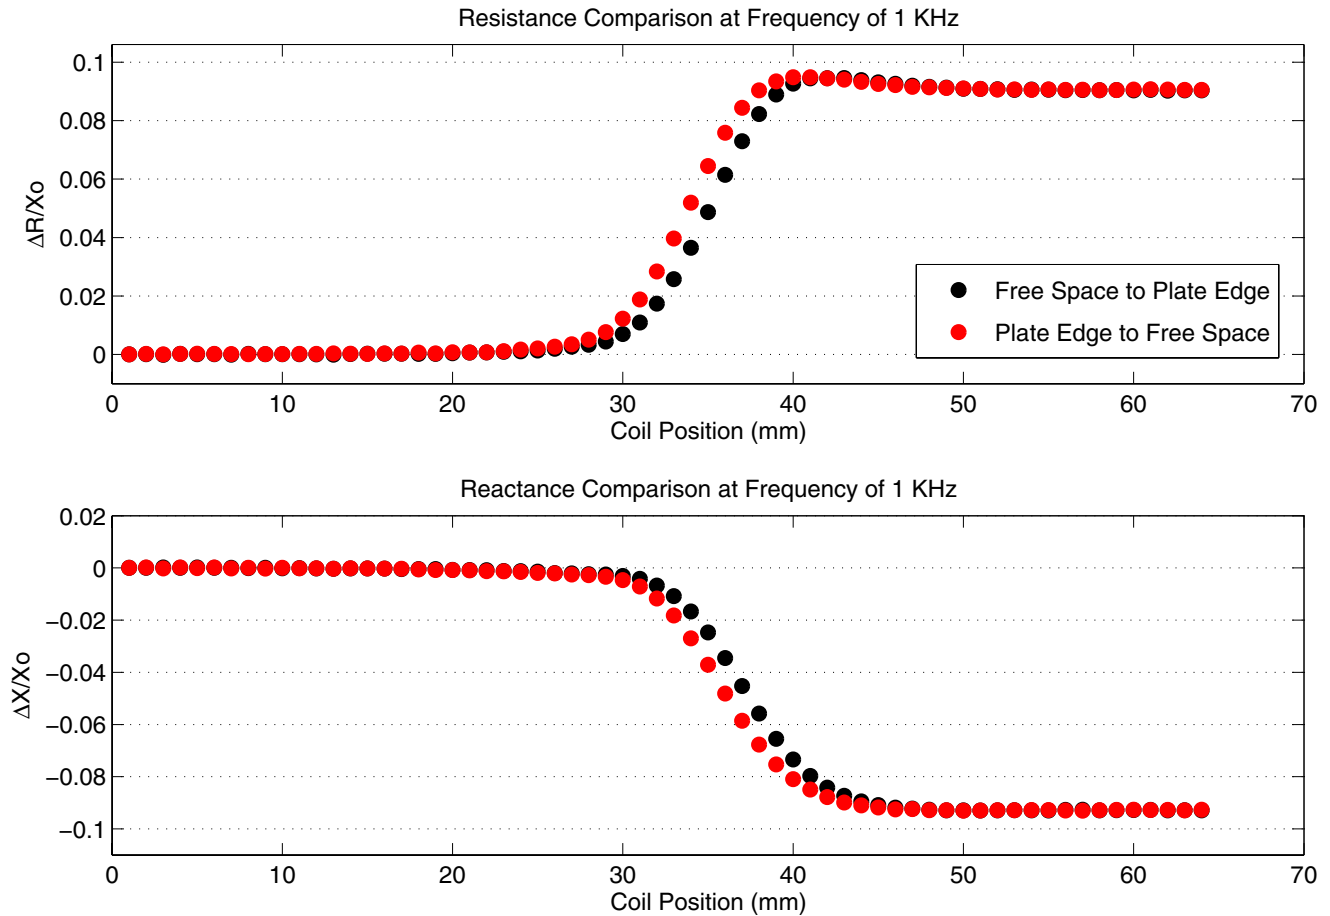 Resistance Comparison at Frequency of 1 KHz
0.1
0.08
0.06
0.04
0.02
0
ΔR/Xo
Free Space to Plate Edge
Plate Edge to Free Space
0 10 20 30 40 50 60 70
Coil Position (mm)
Reactance Comparison at Frequency of 1 KHz
0.02
0
−0.02
−0.04
−0.06
−0.08
−0.1
ΔX/Xo
0 10 20 30 40 50 60 70
Coil Position (mm)